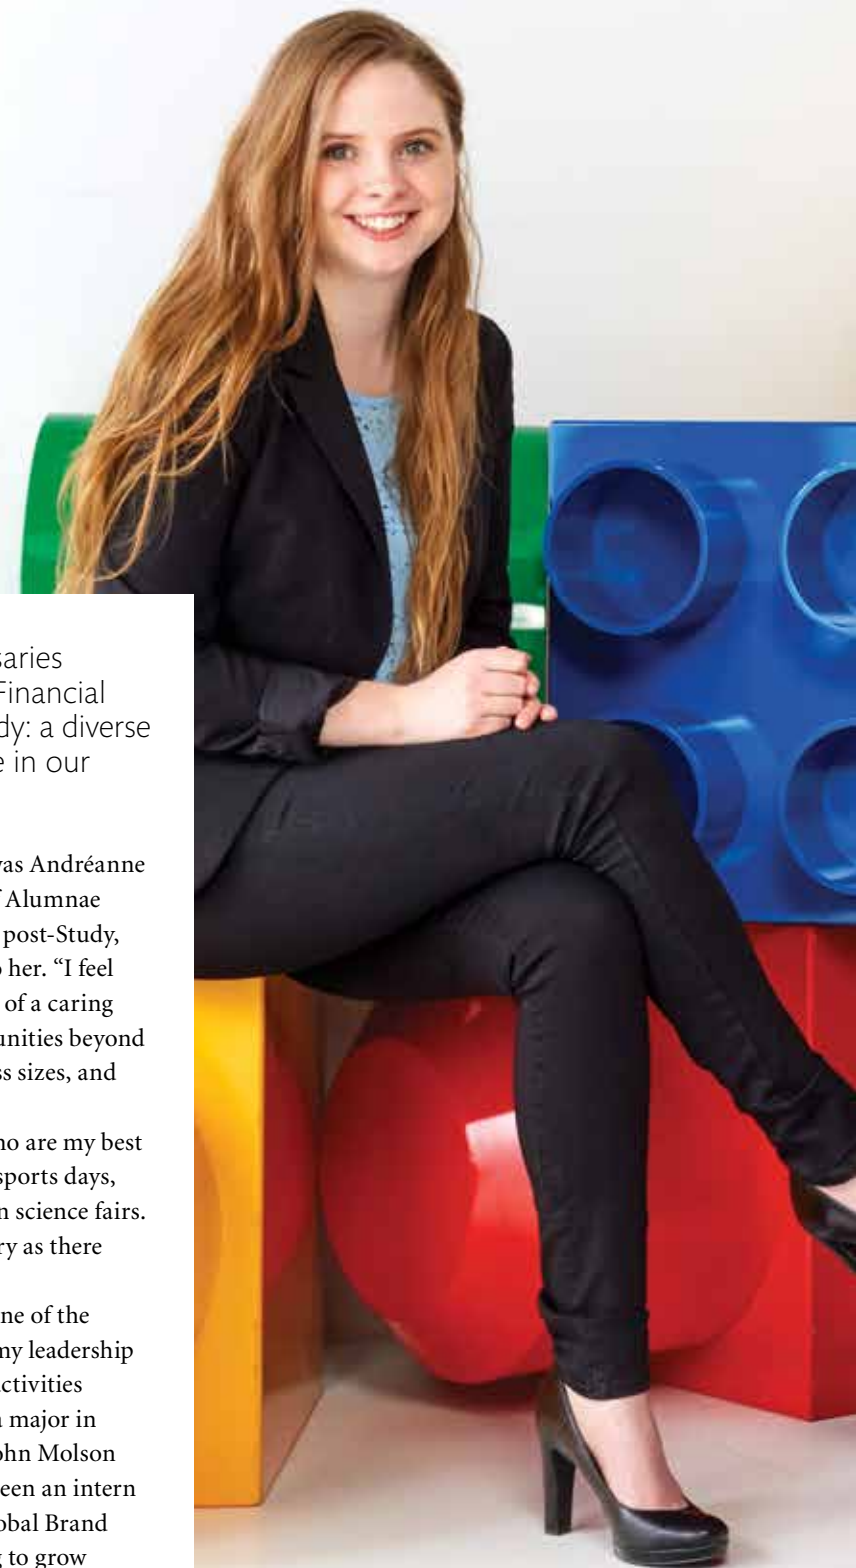 saries
Financial
dy: a diverse
e in our
was Andréanne
f Alumnae
post-Study,
o her. “I feel
of a caring
unities beyond
ss sizes, and
ho are my best
sports days,
n science fairs.
ry as there
ne of the
my leadership
ctivities
a major in
ohn Molson
een an intern
obal Brand
g to grow